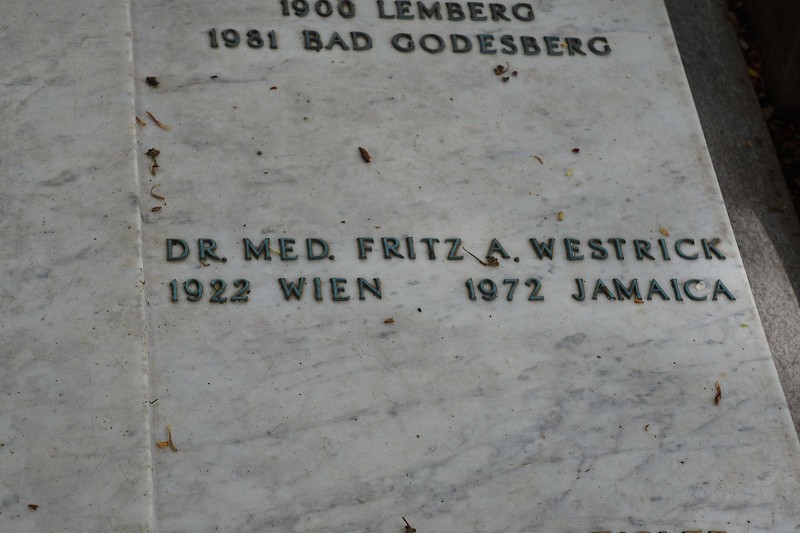 1900 LEMBERG
1981 BAD GODESBERG
DR. MED. FRITZ A. WESTRICK
1922 WIEN 1972 JAMAICA